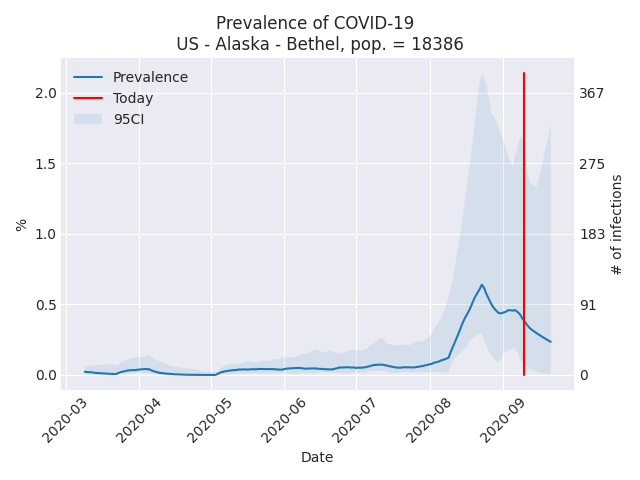 Prevalence of COVID-19
US - Alaska - Bethel, pop. = 18386
Prevalence
Today
95CI
2.0
1.5
1.0
0.5
0.0
%
367
275
183
91
0
# of infections
2020-03
2020-04
2020-05
2020-06
2020-07
2020-08
2020-09
Date